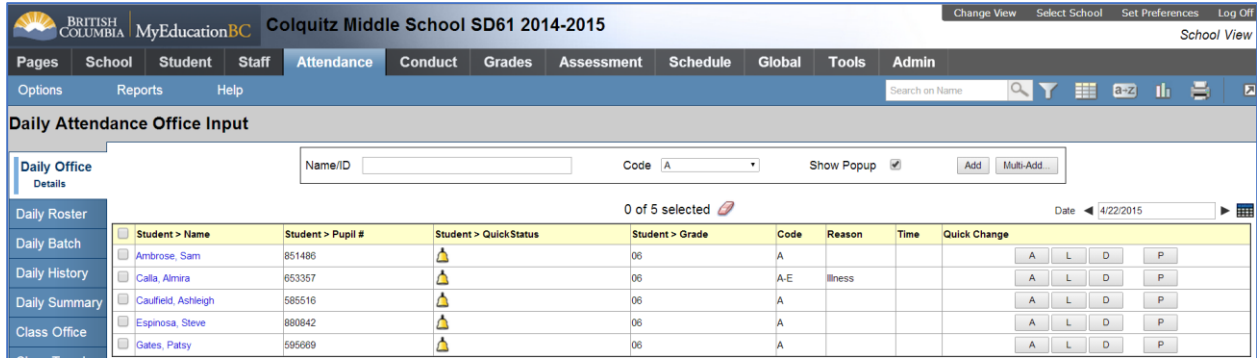 Change View Select School Set Preferences Log Off
BRITISH COLUMBIA MyEducationBC Colquitz Middle School SD61 2014-2015
School View
Pages School Student Staff Attendance Conduct Grades Assessment Schedule Global Tools Admin
Options Reports Help Search on Name a-z
Daily Attendance Office Input
Daily Office
Details
Daily Roster
Daily Batch
Daily History
Daily Summary
Class Office
Name/ID Code A Show Popup Add Multi-Add...
0 of 5 selected Date 4/22/2015
Student > Name Student > Pupil # Student > QuickStatus Student > Grade Code Reason Time Quick Change
Ambrose, Sam 851486 06 A A L D P
Calla, Almira 653357 06 A-E Illness A L D P
Caulfield, Ashleigh 585516 06 A A L D P
Espinosa, Steve 880842 06 A A L D P
Gates, Patsy 595669 06 A A L D P